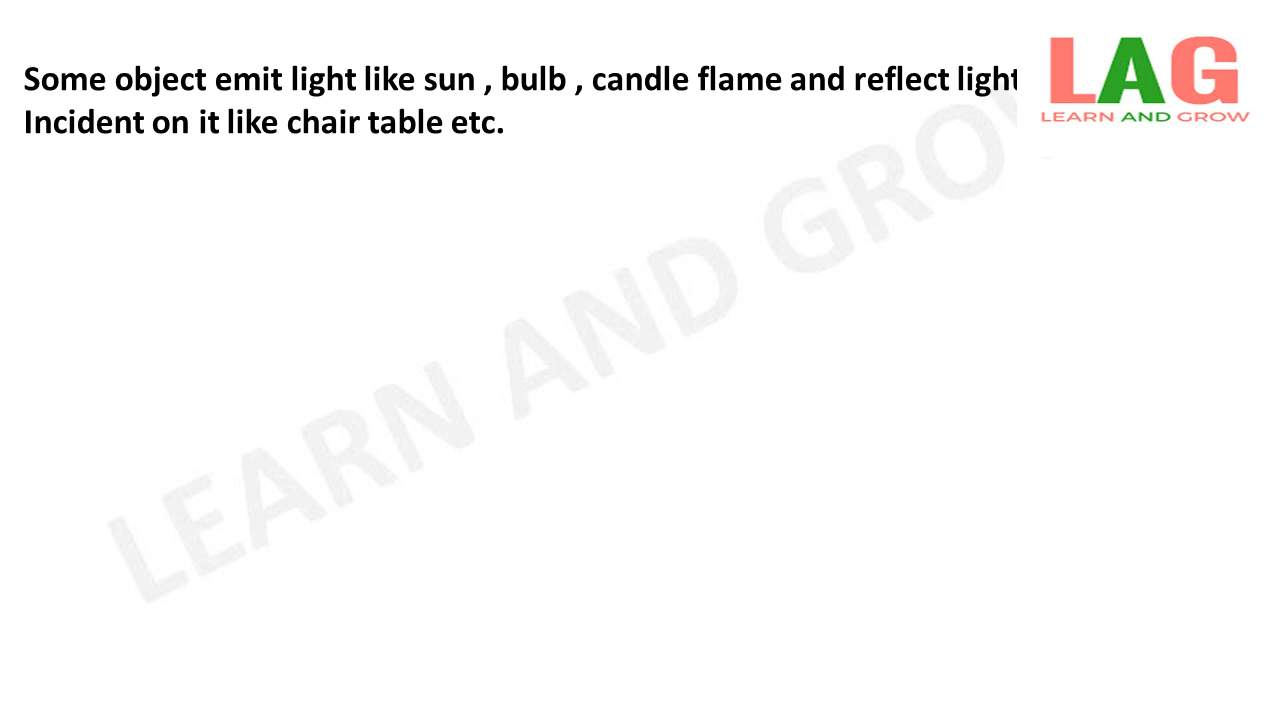 Some object emit light like sun , bulb , candle flame and reflect light
Incident on it like chair table etc.
LAG
LEARN AND GROW
LEARN AND GRO